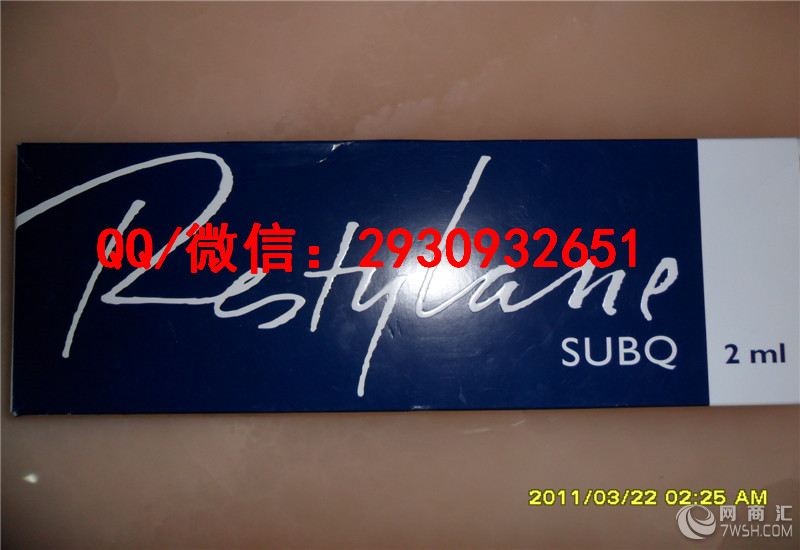 Restylane
QQ/微信：2930932651
SUBQ
2 ml
2011/03/22 02:25 AM
网商汇
7WSH.COM